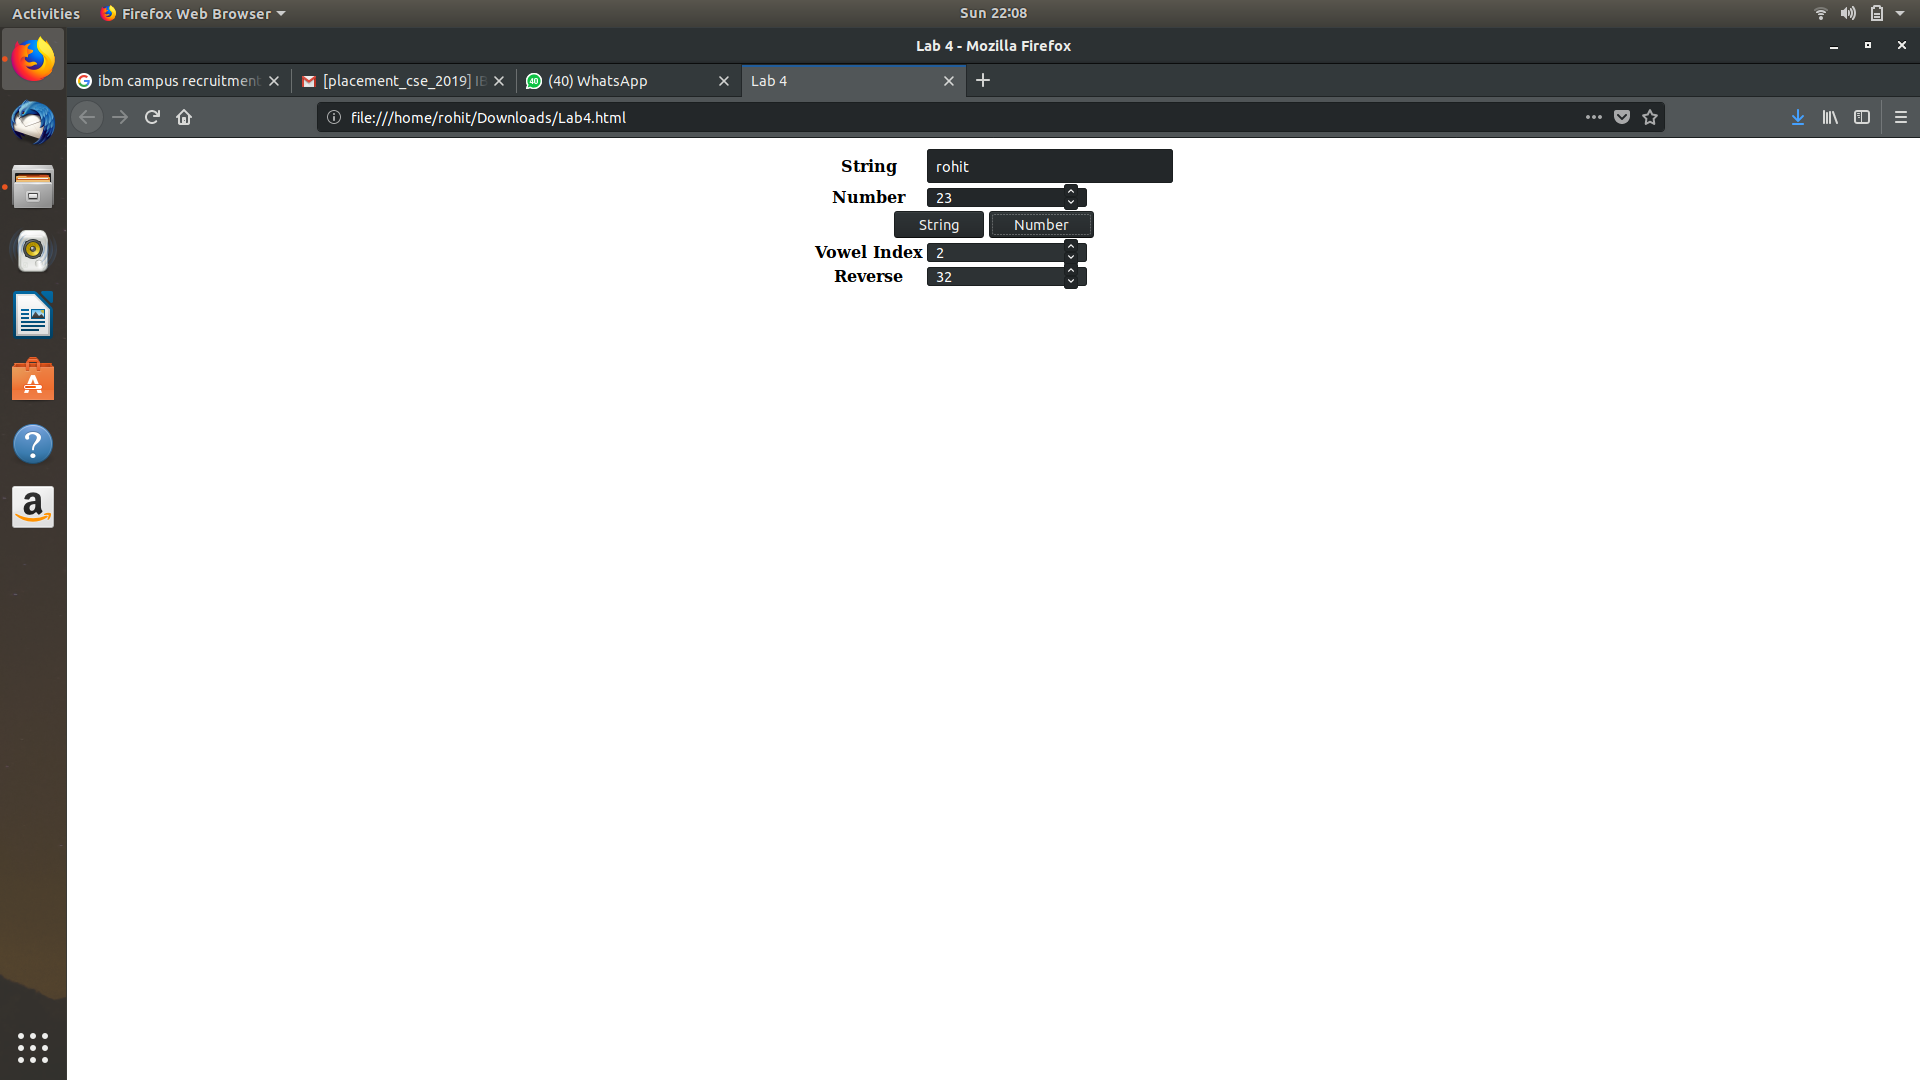 Activities Firefox Web Browser Sun 22:08
Lab 4 - Mozilla Firefox
ibm campus recruitment [placement_cse_2019] IB (40) WhatsApp Lab 4
file:///home/rohit/Downloads/Lab4.html
String rohit
Number 23
String Number
Vowel Index 2
Reverse 32